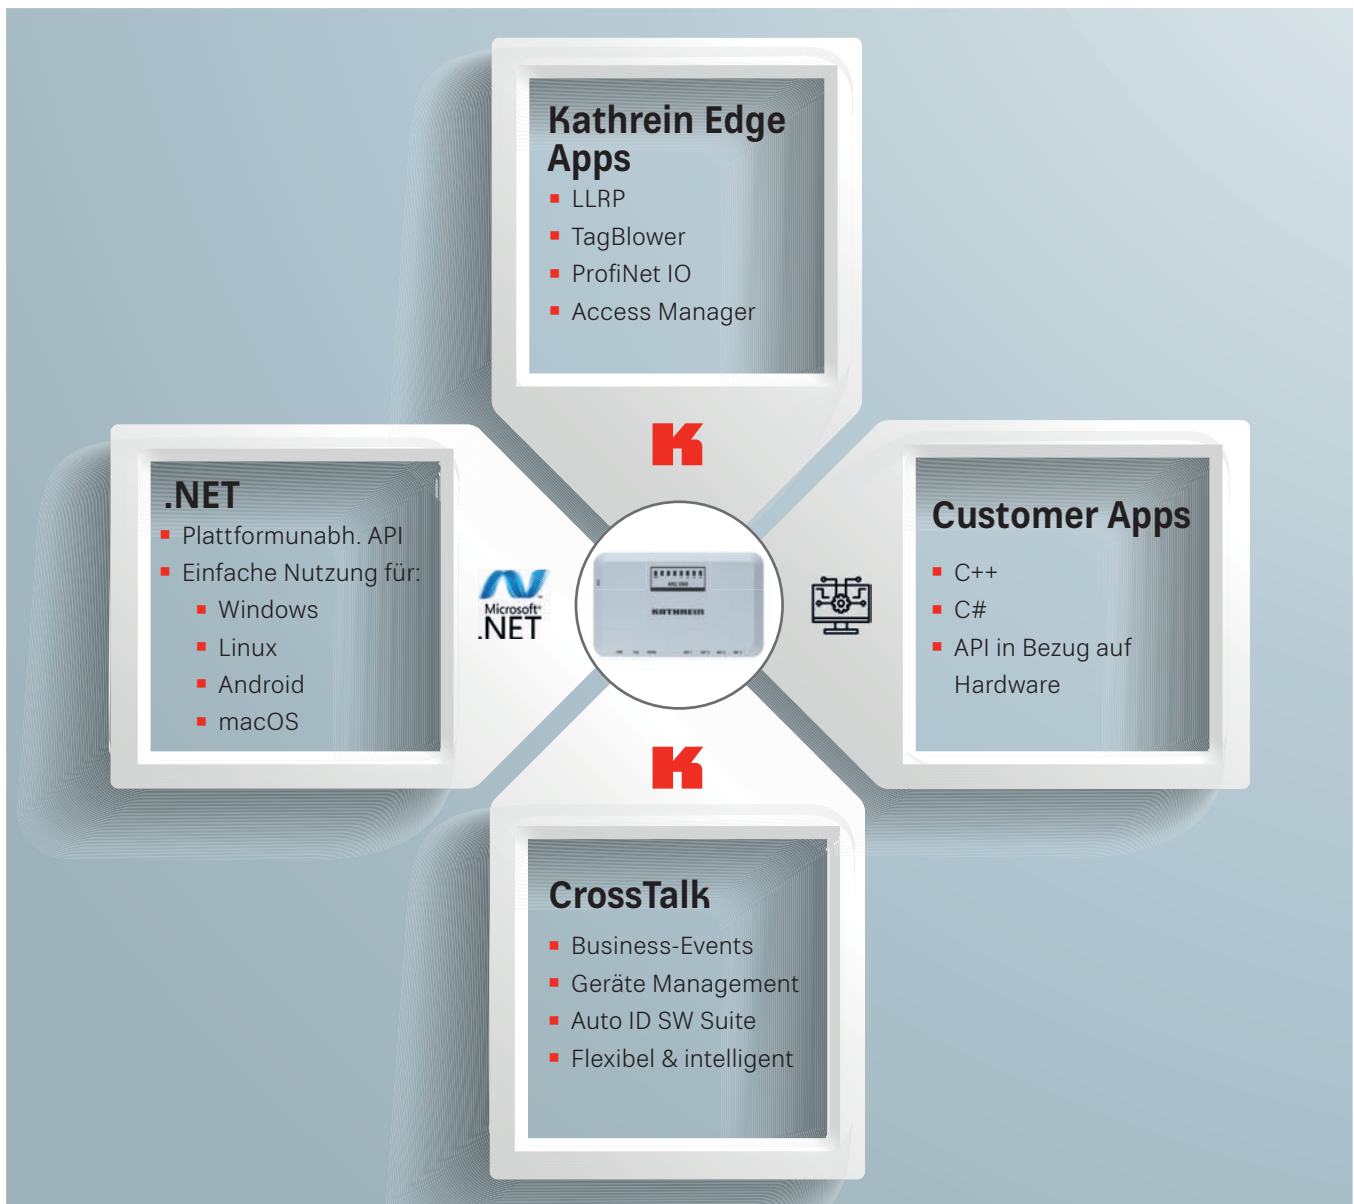 Kathrein Edge
Apps
LLRP
TagBlower
ProfiNet IO
Access Manager
.NET
Plattformunabh. API
Einfache Nutzung für:
Windows
Linux
Android
macOS
Microsoft
.NET
KATHREIN
Customer Apps
C++
C#
API in Bezug auf
Hardware
CrossTalk
Business-Events
Geräte Management
Auto ID SW Suite
Flexibel & intelligent